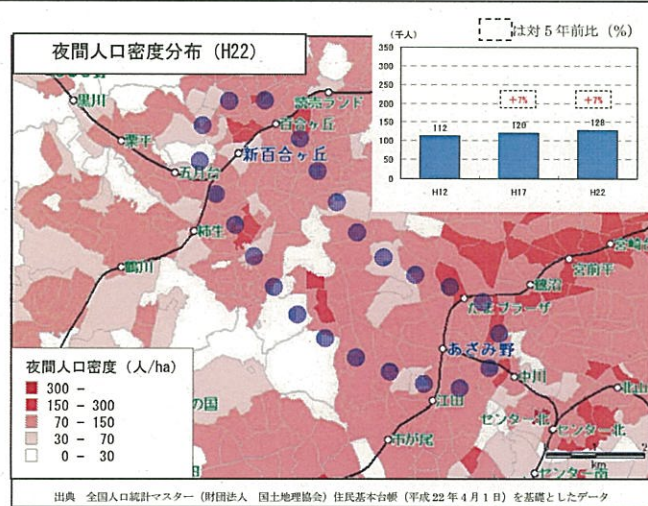 夜間人口密度分布 (H22)
は対5年前比 (%)
(千人)
350
300
250
200
150
100
50
0
112
120
128
+7%
+7%
H12
H17
H22
黒川
栗平
五月台
読売ランド
百合ヶ丘
新百合ヶ丘
柿生
鶴川
宮前平
鷺沼
たまプラーザ
あざみ野
中川
江田
市が尾
センター北
センター北
センター南
北山
の国
夜間人口密度 (人/ha)
300 -
150 - 300
70 - 150
30 - 70
0 - 30
km
出典 全国人口統計マスター (財団法人 国土地理協会) 住民基本台帳 (平成22年4月1日) を基礎としたデータ